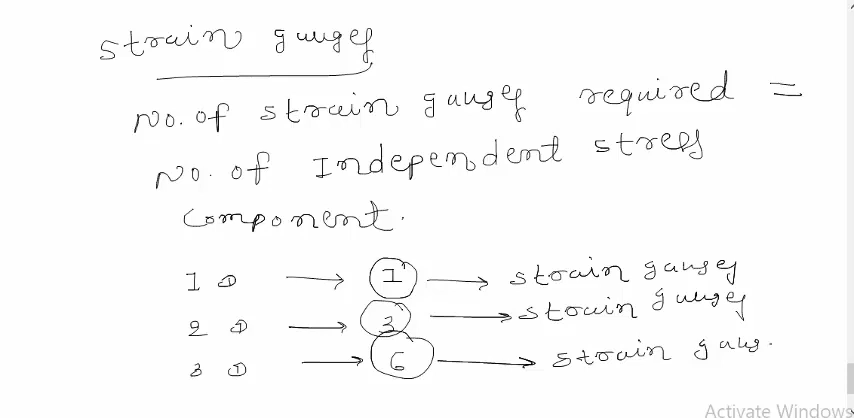 strain gauges
No. of strain gauges required =
No. of Independent stress
component.
1 D → 1 → strain gauges
2 D → 3 → strain gauges
3 D → 6 → strain gaug.
Activate Windows